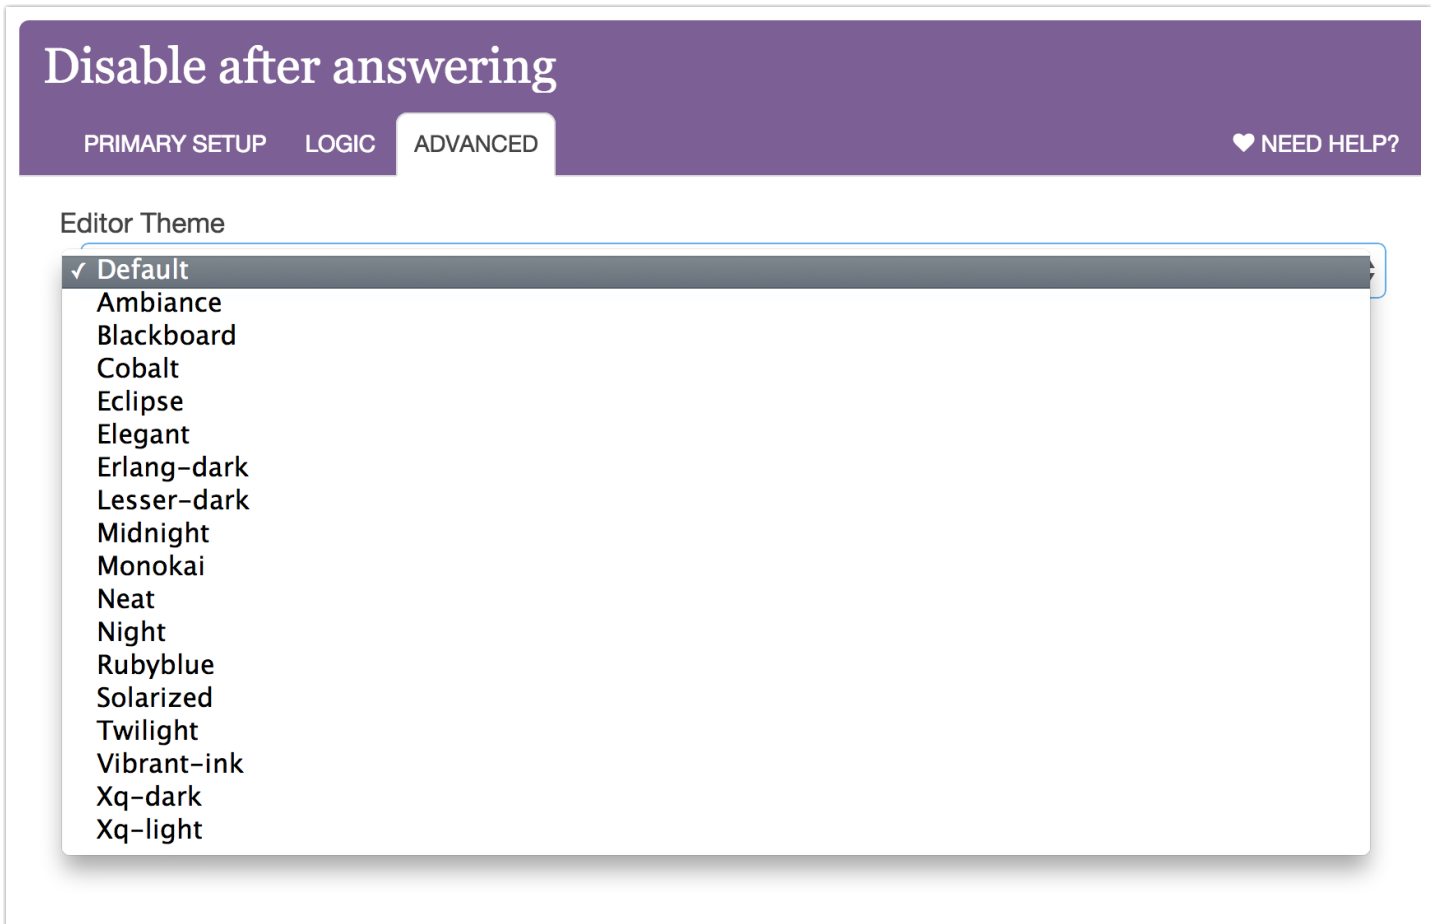 Disable after answering
PRIMARY SETUP LOGIC ADVANCED NEED HELP?
Editor Theme
✓ Default
Ambiance
Blackboard
Cobalt
Eclipse
Elegant
Erlang-dark
Lesser-dark
Midnight
Monokai
Neat
Night
Rubyblue
Solarized
Twilight
Vibrant-ink
Xq-dark
Xq-light